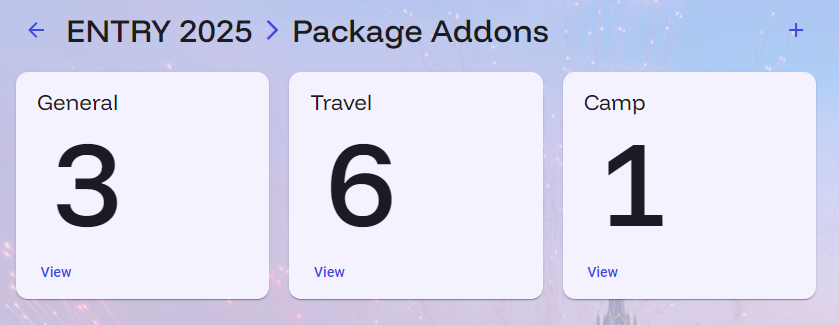 ENTRY 2025 > Package Addons
General
3
View
Travel
6
View
Camp
1
View